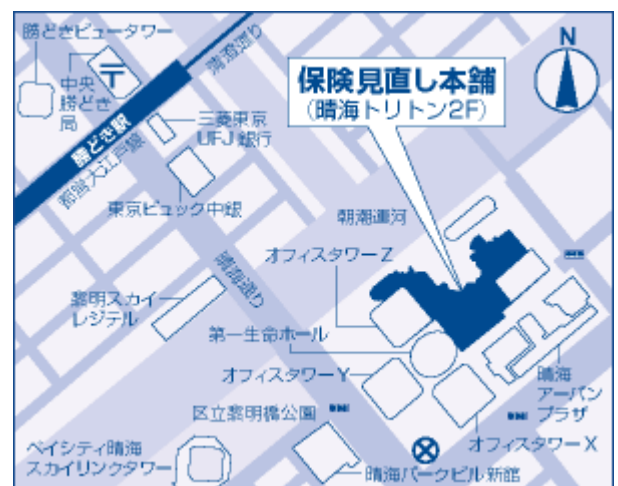 勝どきビュータワー
清澄通り
N
中央
勝どき
局
〒
保険見直し本舗
(晴海トリトン2F)
勝どき駅
三菱東京
UFJ銀行
都営大江戸線
東京ビュック中銀
朝潮運河
オフィスタワーZ
晴海通り
黎明スカイ
レジテル
第一生命ホール
オフィスタワーY
晴海
アーバン
プラザ
区立黎明橋公園
オフィスタワーX
ベイシティ晴海
スカイリンクタワー
晴海パークビル新館